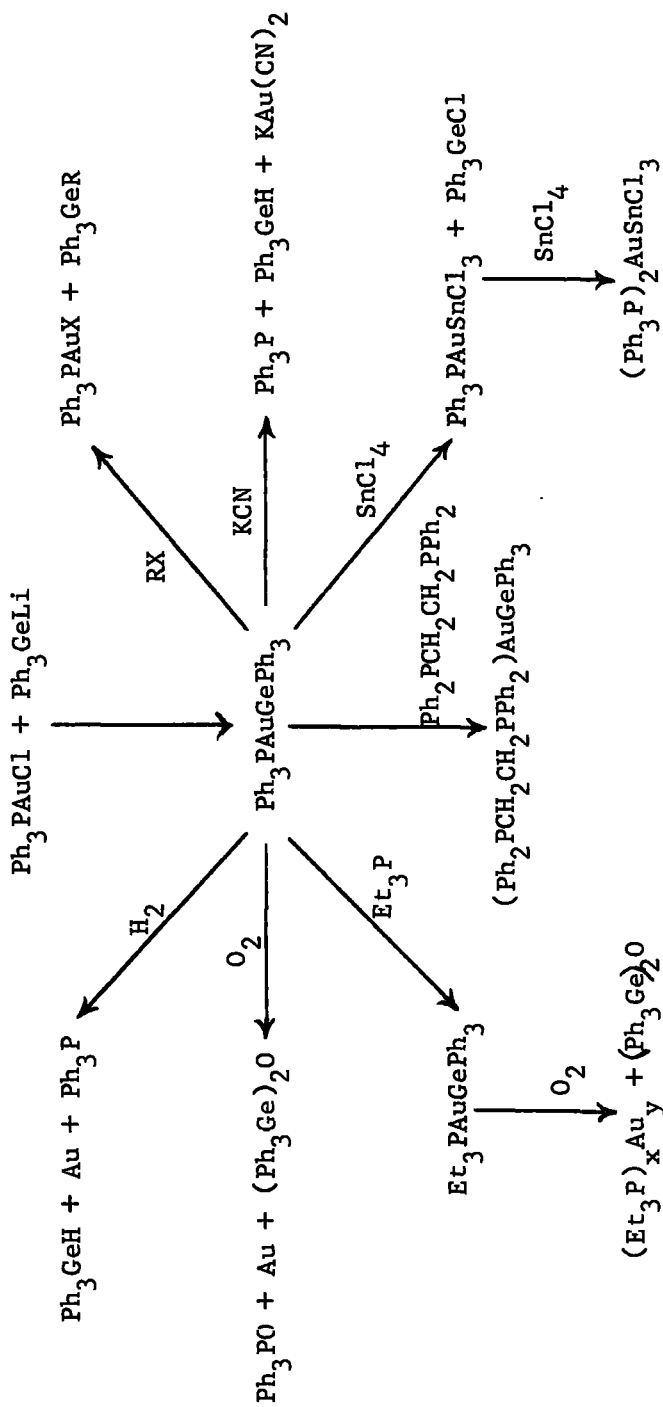 Ph3PAuCl + Ph3GeLi
Ph3GeH + Au + Ph3P
H2
RX
Ph3PAuX + Ph3GeR
Ph3PO + Au + (Ph3Ge)2O
O2
Ph3PAuGePh3
KCN
Ph3P + Ph3GeH + KAu(CN)2
Et3P
Ph2PCH2CH2PPh2
SnCl4
Et3PAuGePh3
(Ph2PCH2CH2PPh2)AuGePh3
Ph3PAuSnCl3 + Ph3GeCl
O2
SnCl4
(Et3P)xAuy + (Ph3Ge)2O
(Ph3P)2AuSnCl3